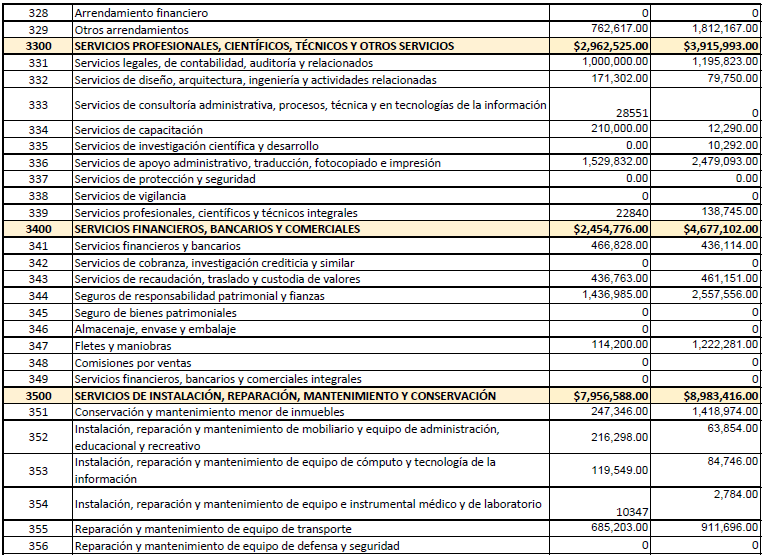 328 Arrendamiento financiero 0 0
329 Otros arrendamientos 762,617.00 1,812,167.00
3300 SERVICIOS PROFESIONALES, CIENTÍFICOS, TÉCNICOS Y OTROS SERVICIOS $2,962,525.00 $3,915,993.00
331 Servicios legales, de contabilidad, auditoría y relacionados 1,000,000.00 1,195,823.00
332 Servicios de diseño, arquitectura, ingeniería y actividades relacionadas 171,302.00 79,750.00
333 Servicios de consultoría administrativa, procesos, técnica y en tecnologías de la información 28551 0
334 Servicios de capacitación 210,000.00 12,290.00
335 Servicios de investigación científica y desarrollo 0.00 10,292.00
336 Servicios de apoyo administrativo, traducción, fotocopiado e impresión 1,529,832.00 2,479,093.00
337 Servicios de protección y seguridad 0.00 0.00
338 Servicios de vigilancia 0 0
339 Servicios profesionales, científicos y técnicos integrales 22840 138,745.00
3400 SERVICIOS FINANCIEROS, BANCARIOS Y COMERCIALES $2,454,776.00 $4,677,102.00
341 Servicios financieros y bancarios 466,828.00 436,114.00
342 Servicios de cobranza, investigación crediticia y similar 0 0
343 Servicios de recaudación, traslado y custodia de valores 436,763.00 461,151.00
344 Seguros de responsabilidad patrimonial y fianzas 1,436,985.00 2,557,556.00
345 Seguro de bienes patrimoniales 0 0
346 Almacenaje, envase y embalaje 0 0
347 Fletes y maniobras 114,200.00 1,222,281.00
348 Comisiones por ventas 0 0
349 Servicios financieros, bancarios y comerciales integrales 0 0
3500 SERVICIOS DE INSTALACIÓN, REPARACIÓN, MANTENIMIENTO Y CONSERVACIÓN $7,956,588.00 $8,983,416.00
351 Conservación y mantenimiento menor de inmuebles 247,346.00 1,418,974.00
352 Instalación, reparación y mantenimiento de mobiliario y equipo de administración, 216,298.00 63,854.00
educacional y recreativo
353 Instalación, reparación y mantenimiento de equipo de cómputo y tecnología de la 119,549.00 84,746.00
información
354 Instalación, reparación y mantenimiento de equipo e instrumental médico y de laboratorio 10347 2,784.00
355 Reparación y mantenimiento de equipo de transporte 685,203.00 911,696.00
356 Reparación y mantenimiento de equipo de defensa y seguridad 0 0